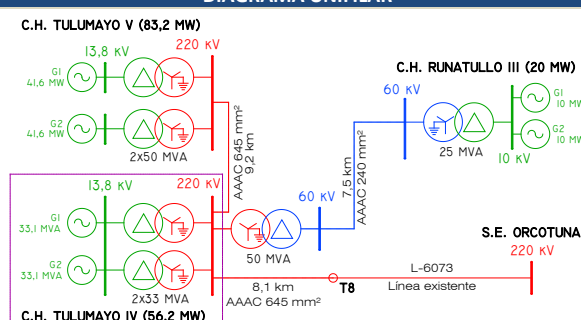 DIAGRAMA UNIFILAR
C.H. TULUMAYO V (83,2 MW)
13,8 kV
220 kV
G1
41,6 MW
G2
41,6 MW
2x50 MVA
AAAC 645 mm²
9,2 km
C.H. RUNATULLO III (20 MW)
60 kV
G1
10 MW
G2
10 MW
25 MVA
10 kV
7,5 km
AAAC 240 mm²
13,8 kV
220 kV
G1
33,1 MVA
G2
33,1 MVA
2x33 MVA
C.H. TULUMAYO IV (56,2 MW)
60 kV
50 MVA
8,1 km
AAAC 645 mm²
T8
L-6073
Línea existente
S.E. ORCOTUNA
220 kV